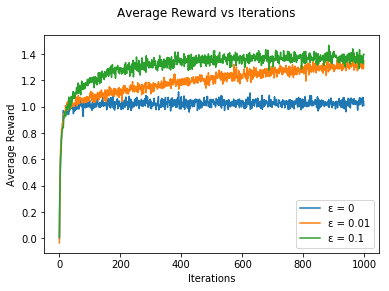 Average Reward vs Iterations
Average Reward
1.4
1.2
1.0
0.8
0.6
0.4
0.2
0.0
0
200
400
600
800
1000
Iterations
ε = 0
ε = 0.01
ε = 0.1